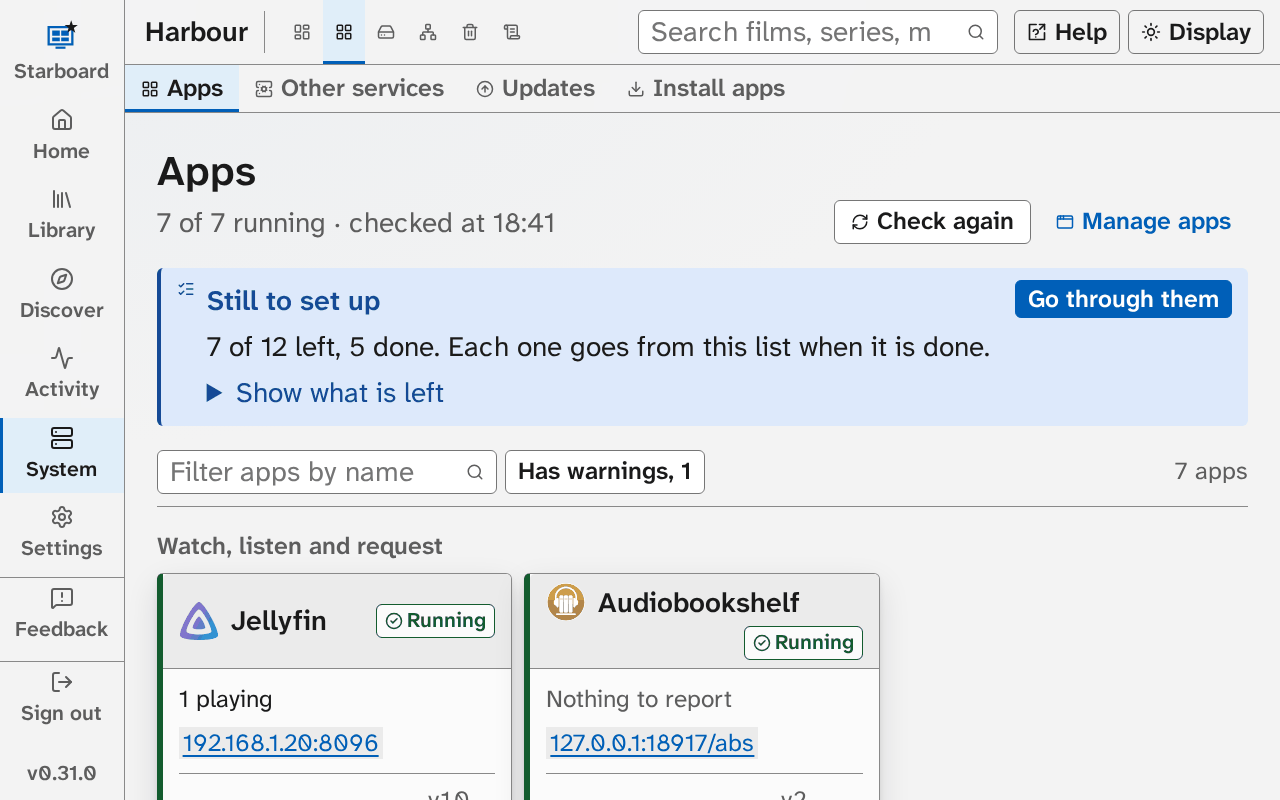 Starboard
Home
Library
Discover
Activity
System
Settings
Feedback
Sign out
v0.31.0
Harbour
Search films, series, m
Help
Display
Apps
Other services
Updates
Install apps
Apps
7 of 7 running · checked at 18:41
Check again
Manage apps
Still to set up
Go through them
7 of 12 left, 5 done. Each one goes from this list when it is done.
Show what is left
Filter apps by name
Has warnings, 1
7 apps
Watch, listen and request
Jellyfin
Running
1 playing
192.168.1.20:8096
Audiobookshelf
Running
Nothing to report
127.0.0.1:18917/abs